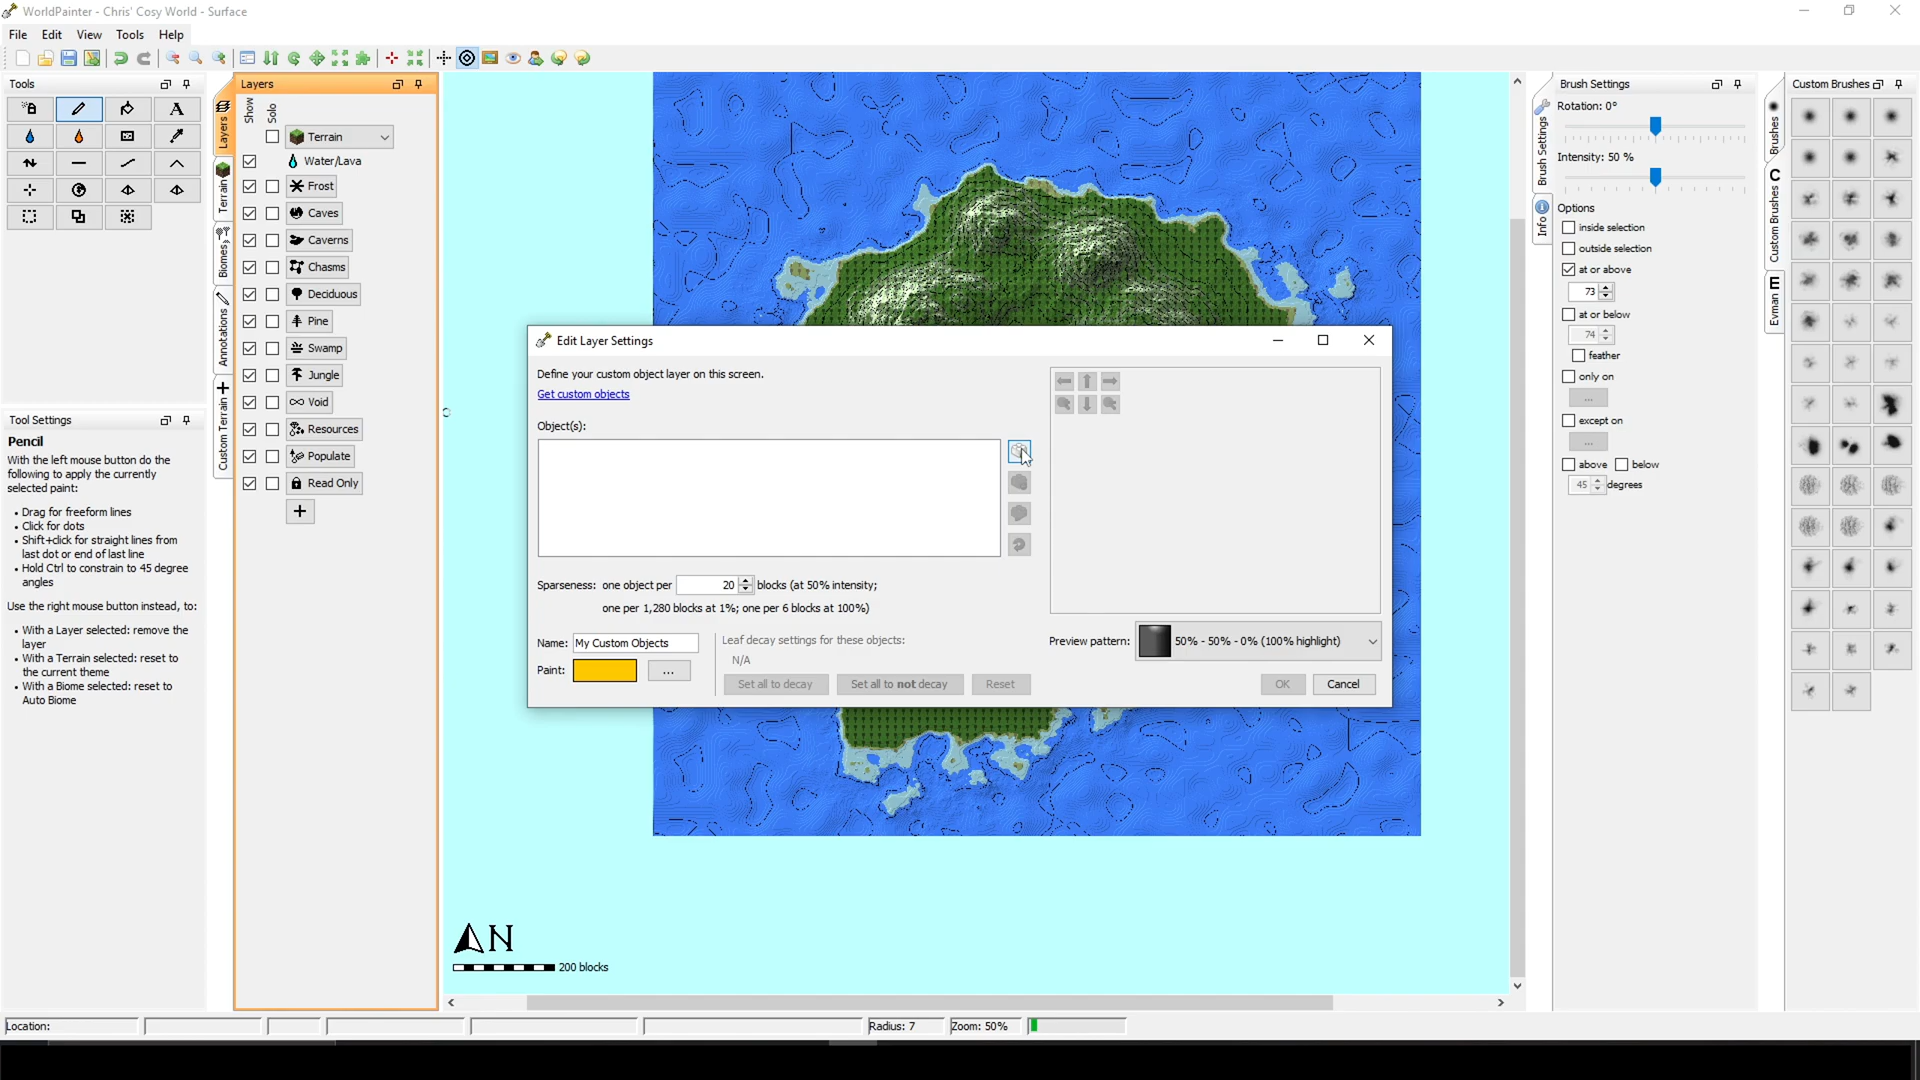 WorldPainter - Chris' Cosy World - Surface
File Edit View Tools Help
Tools
A
Tool Settings
Pencil
With the left mouse button do the
following to apply the currently
selected paint:
• Drag for freeform lines
• Click for dots
• Shift+click for straight lines from
last dot or end of last line
• Hold Ctrl to constrain to 45 degree
angles
Use the right mouse button instead, to:
• With a Layer selected: remove the
layer
• With a Terrain selected: reset to
the current theme
• With a Biome selected: reset to
Auto Biome
Layers
Terrain
Biomes
Annotations
Custom Terrain
Layers
Show
Solo
Terrain
Water/Lava
Frost
Caves
Caverns
Chasms
Deciduous
Pine
Swamp
Jungle
Void
Resources
Populate
Read Only
+
Edit Layer Settings
Define your custom object layer on this screen.
Get custom objects
Object(s):
Sparseness: one object per 20 blocks (at 50% intensity;
one per 1,280 blocks at 1%; one per 6 blocks at 100%)
Name: My Custom Objects
Paint: ...
Leaf decay settings for these objects:
N/A
Set all to decay Set all to not decay Reset
Preview pattern: 50% - 50% - 0% (100% highlight)
OK Cancel
N
200 blocks
Brush Settings
Info
Brush Settings
Rotation: 0°
Intensity: 50 %
Options
inside selection
outside selection
at or above
73
at or below
74
feather
only on
...
except on
...
above below
45 degrees
Brushes
C Custom Brushes
E Evman
Custom Brushes
Location:
Radius: 7
Zoom: 50%